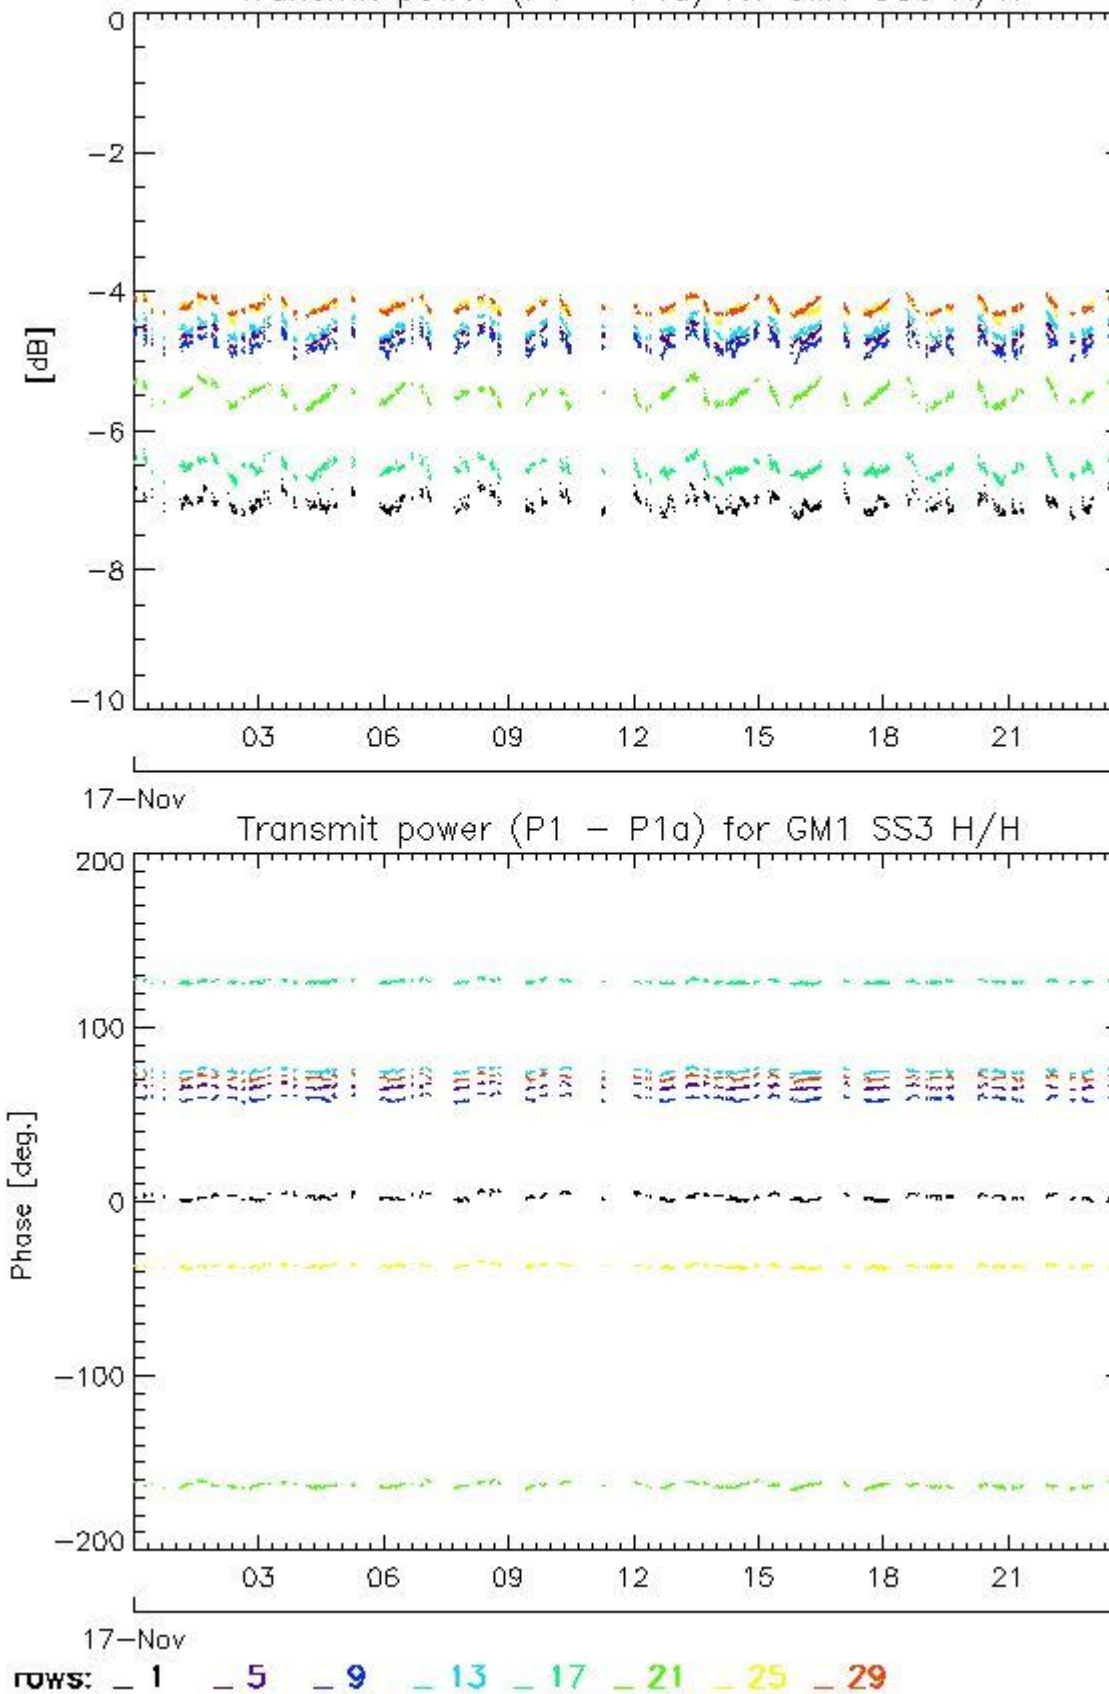 0
−2
−4
[dB]
−6
−8
−10
03 06 09 12 15 18 21
17−Nov
Transmit power (P1 − P1a) for GM1 SS3 H/H
200
100
Phase [deg.]
0
−100
−200
03 06 09 12 15 18 21
17−Nov
rows: _ 1 _ 5 _ 9 _ 13 _ 17 _ 21 _ 25 _ 29